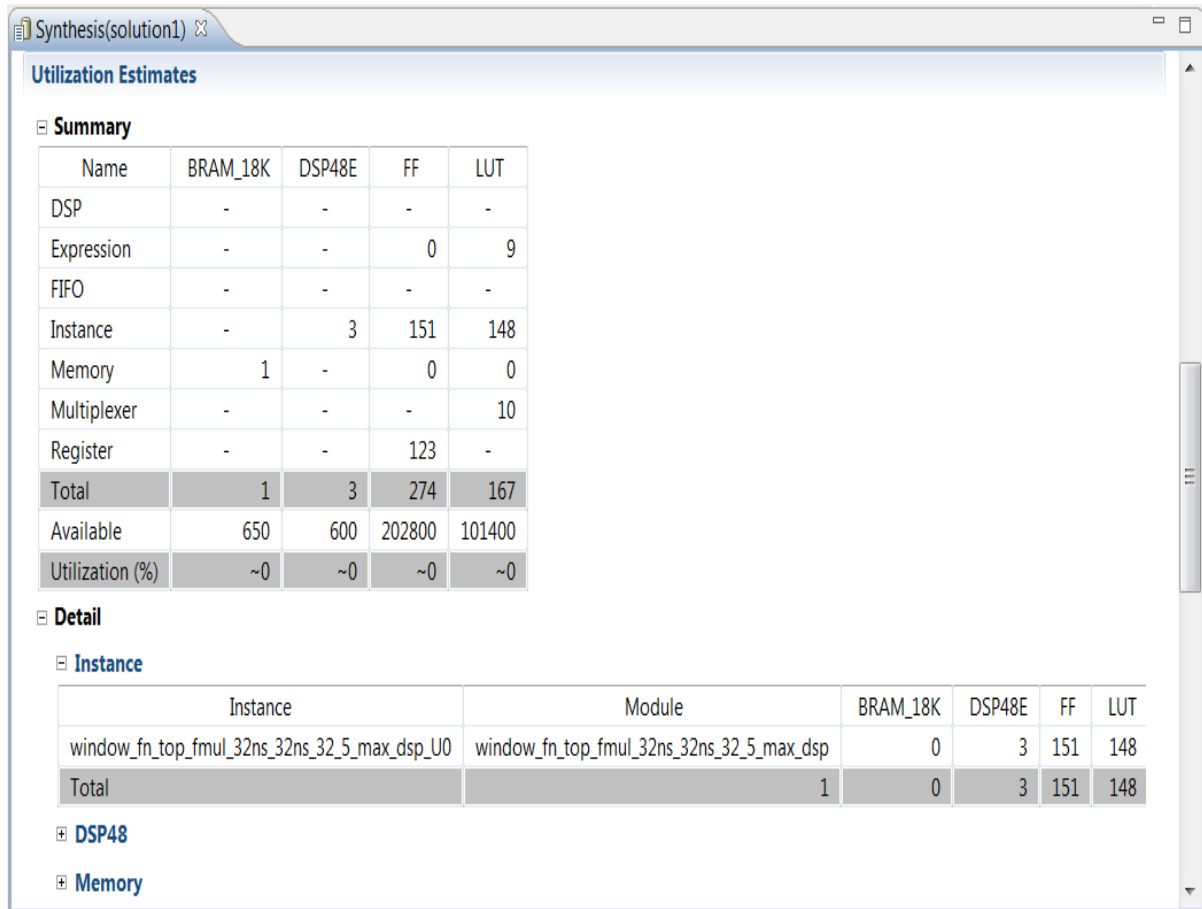 Synthesis(solution1)
Utilization Estimates
Summary
Name BRAM_18K DSP48E FF LUT
DSP - - - -
Expression - - 0 9
FIFO - - - -
Instance - 3 151 148
Memory 1 - 0 0
Multiplexer - - - 10
Register - - 123 -
Total 1 3 274 167
Available 650 600 202800 101400
Utilization (%) ~0 ~0 ~0 ~0
Detail
Instance
Instance Module BRAM_18K DSP48E FF LUT
window_fn_top_fmul_32ns_32ns_32_5_max_dsp_U0 window_fn_top_fmul_32ns_32ns_32_5_max_dsp 0 3 151 148
Total 1 0 3 151 148
DSP48
Memory